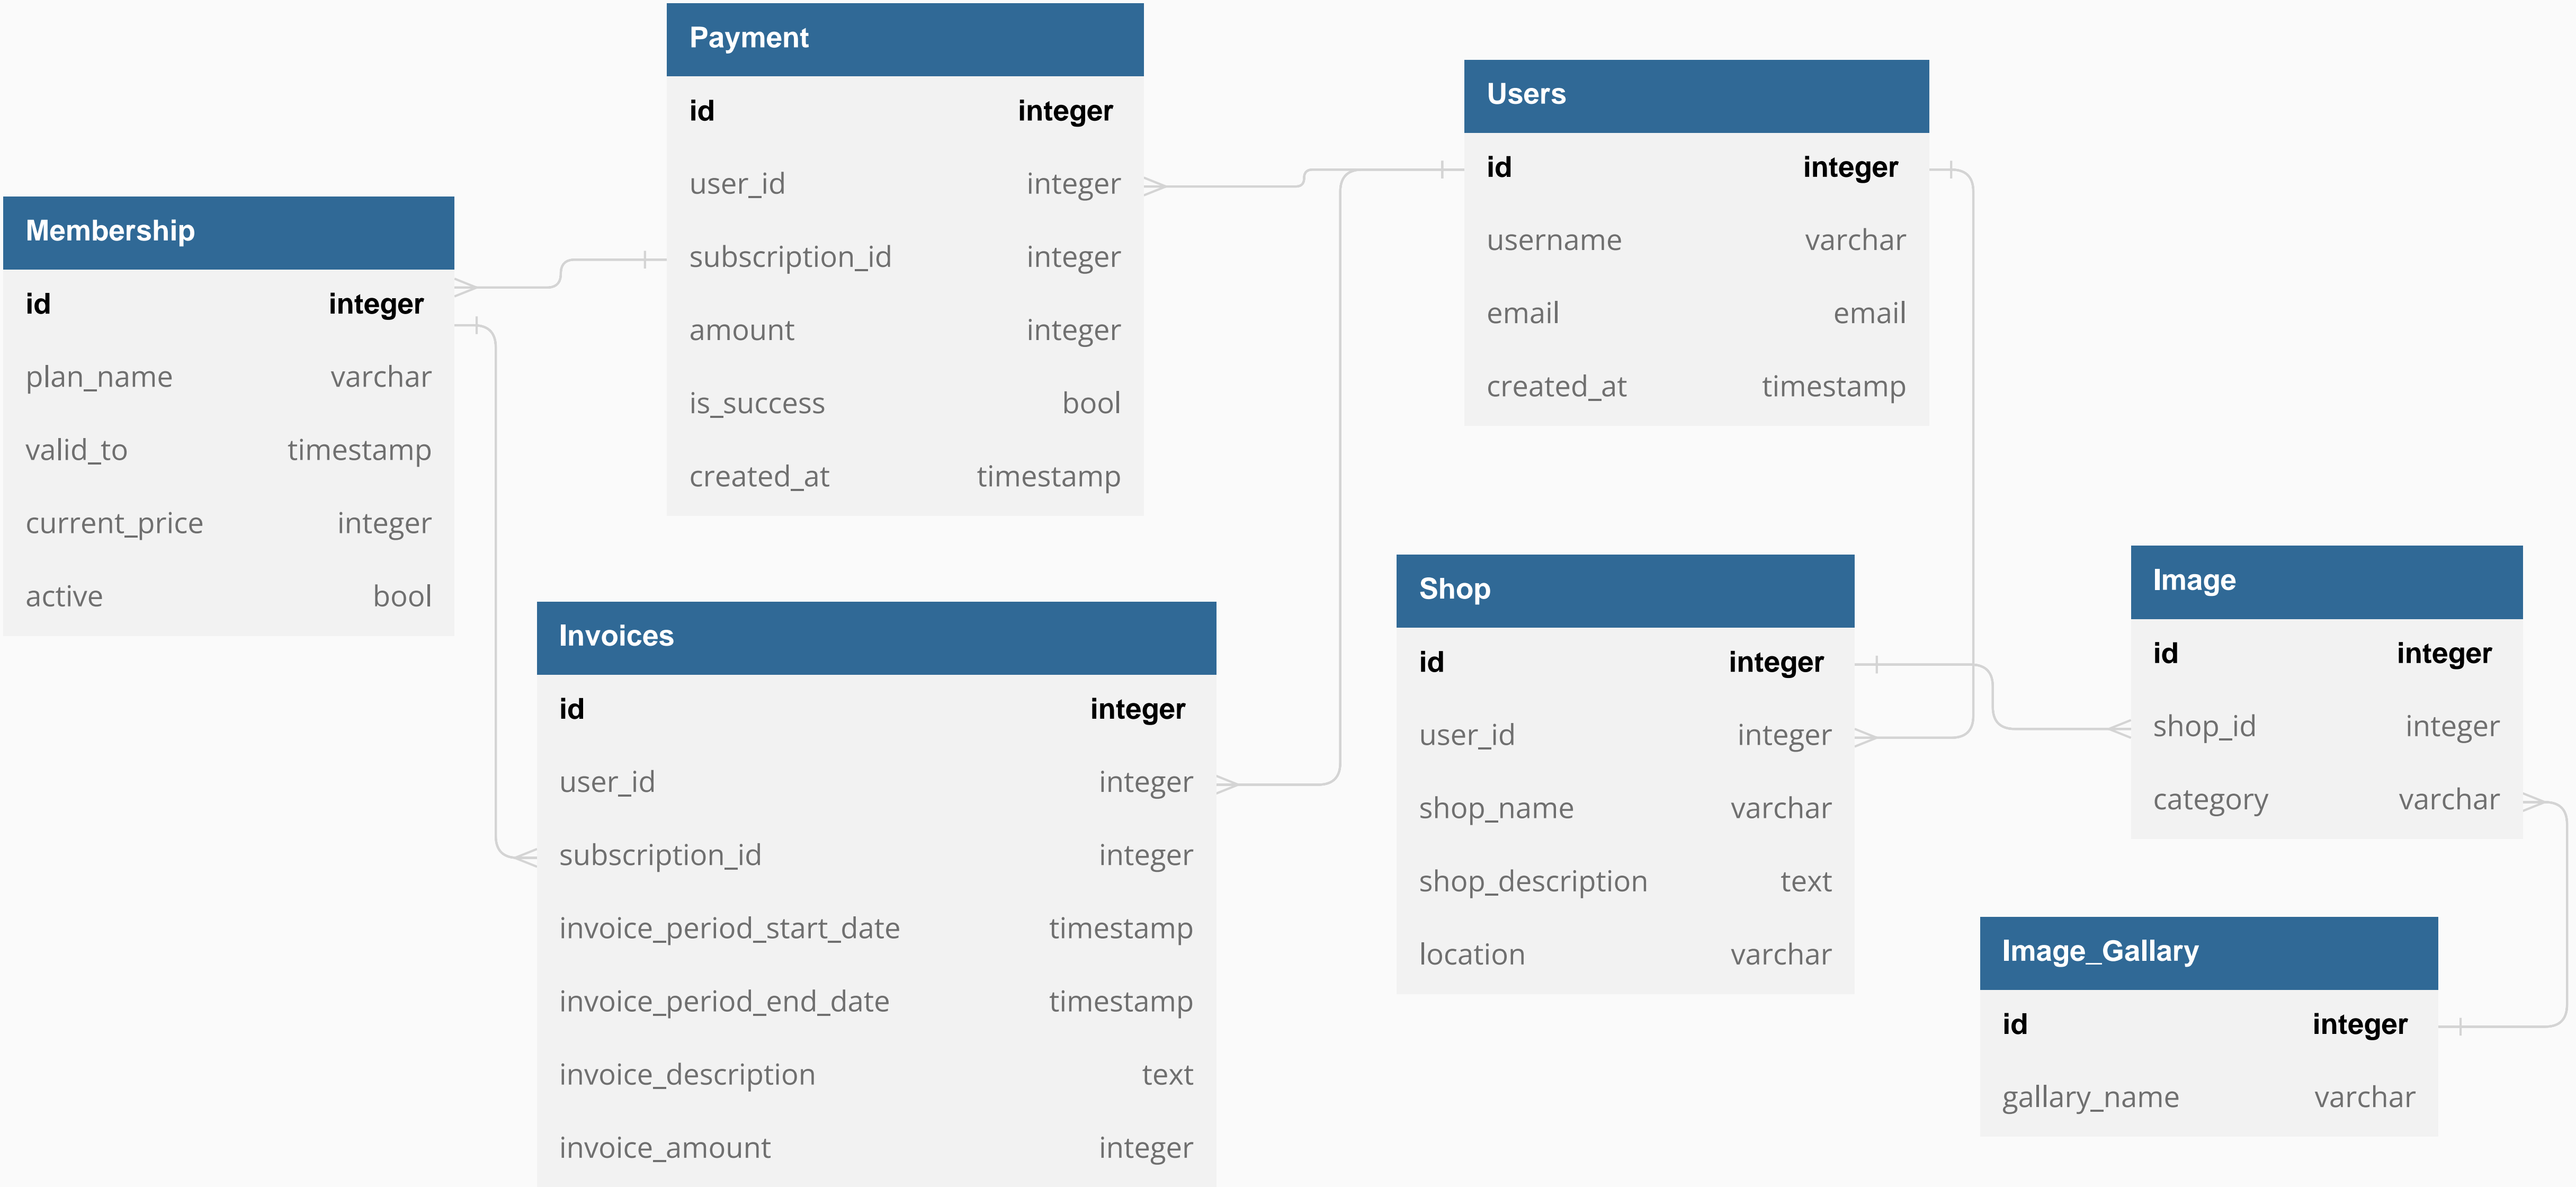 Payment
id integer
user_id integer
subscription_id integer
amount integer
is_success bool
created_at timestamp
Users
id integer
username varchar
email email
created_at timestamp
Membership
id integer
plan_name varchar
valid_to timestamp
current_price integer
active bool
Invoices
id integer
user_id integer
subscription_id integer
invoice_period_start_date timestamp
invoice_period_end_date timestamp
invoice_description text
invoice_amount integer
Shop
id integer
user_id integer
shop_name varchar
shop_description text
location varchar
Image
id integer
shop_id integer
category varchar
Image_Gallary
id integer
gallary_name varchar